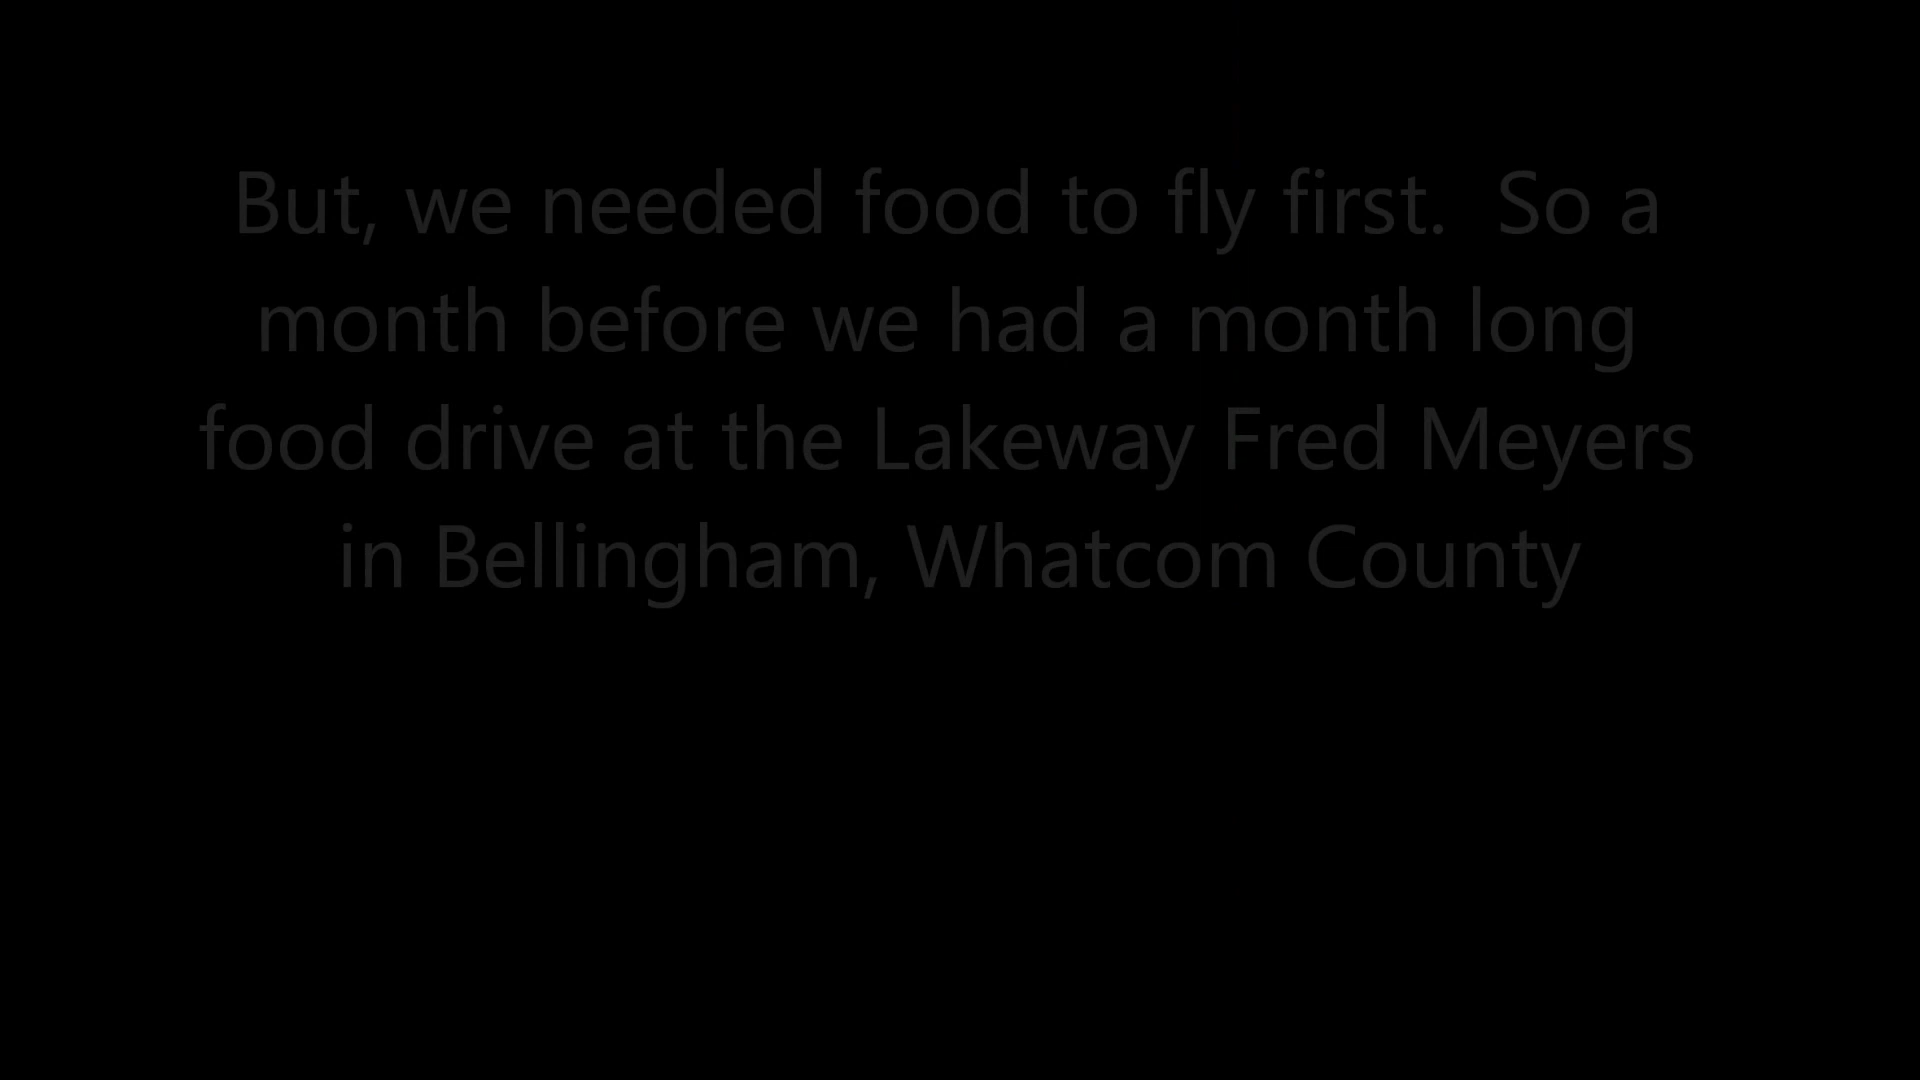 But, we needed food to fly first.  So a
month before we had a month long
food drive at the Lakeway Fred Meyers
in Bellingham, Whatcom County